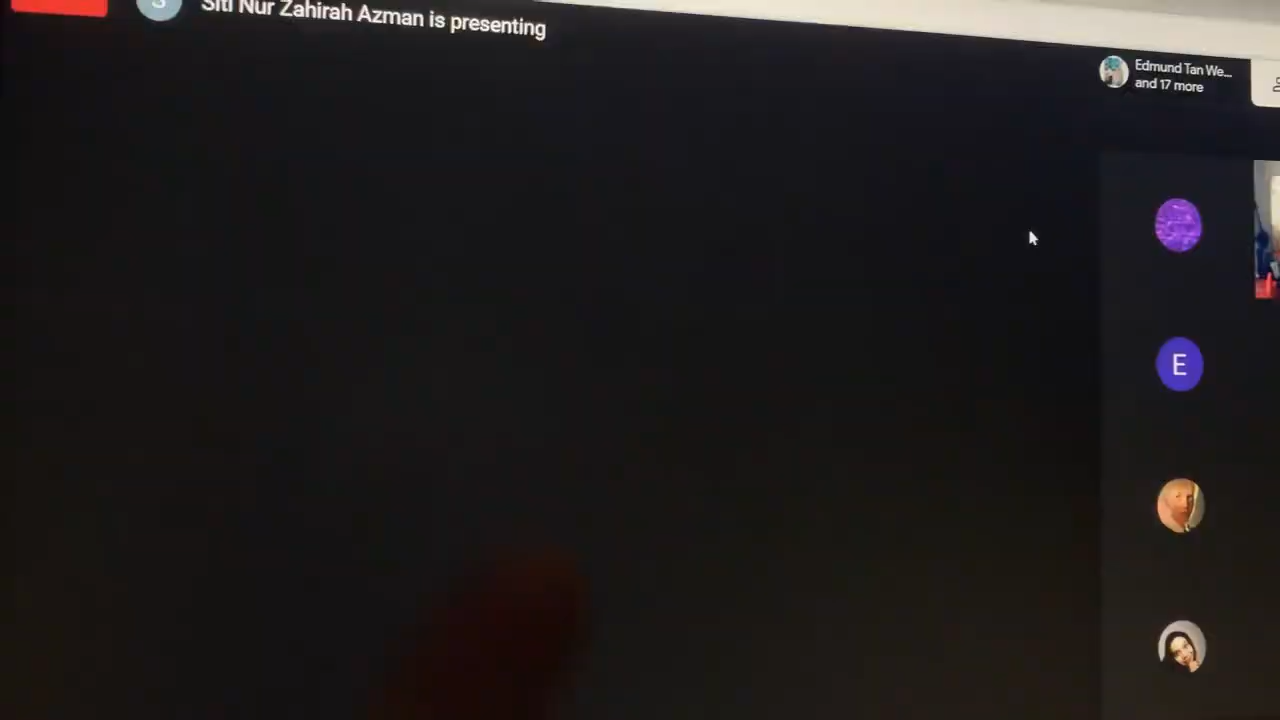 S
Siti Nur Zahirah Azman is presenting
Edmund Tan We...
and 17 more
E